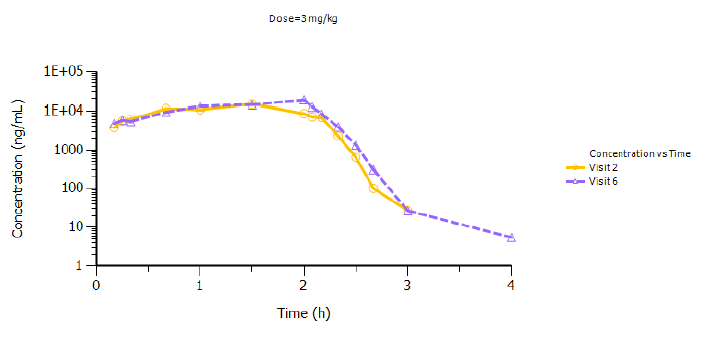 Dose=3mg/kg
1E+05
1E+04
1000
100
10
1
Concentration (ng/mL)
0
1
2
3
4
Time (h)
Concentration vs Time
Visit 2
Visit 6